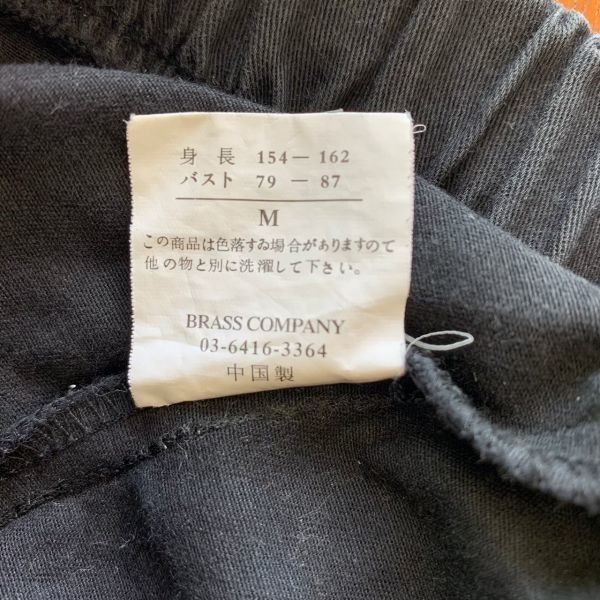 身長 154－162
バスト 79－87
M
この商品は色落すゐ場合がありますので
他の物と別に洗濯して下さい。
BRASS COMPANY
03-6416-3364
中国製